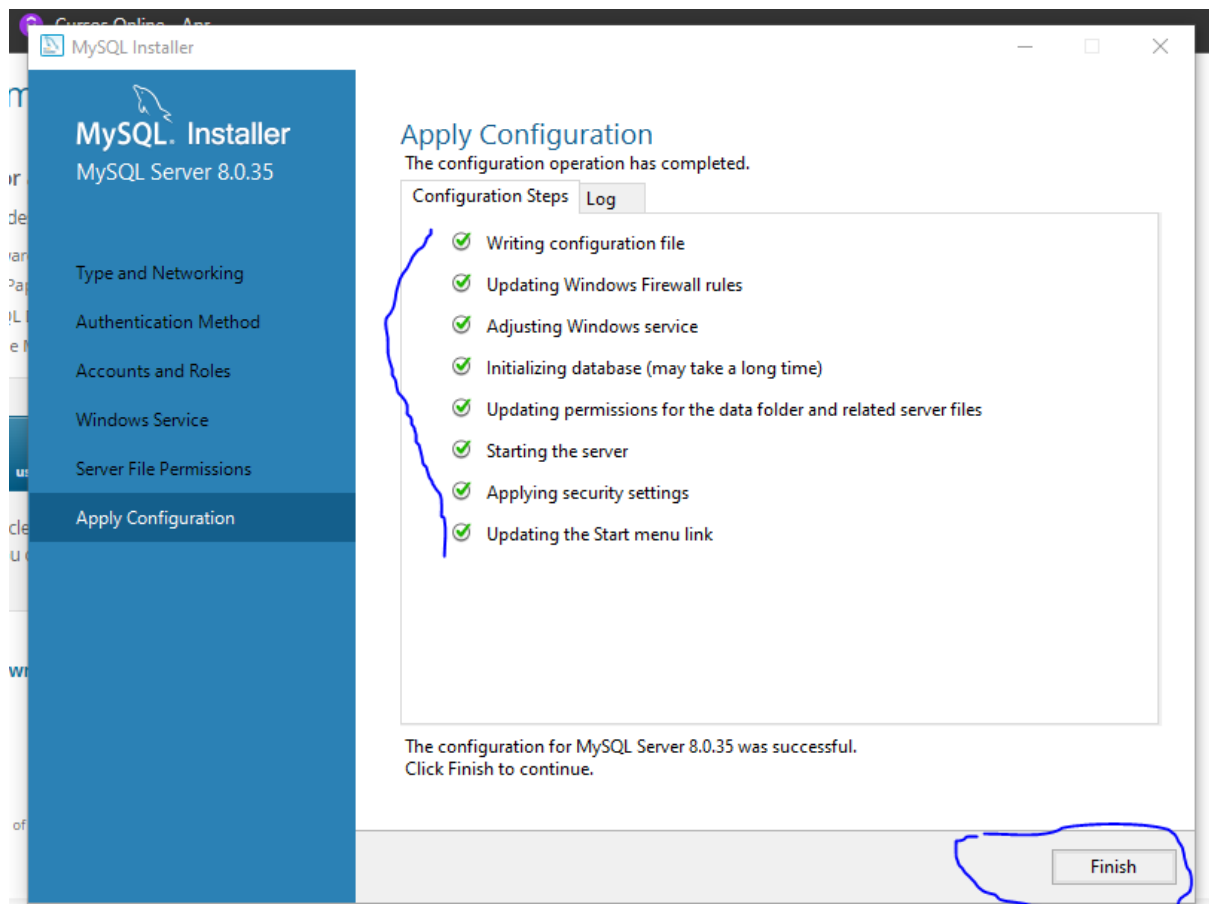 MySQL Installer
MySQL. Installer
MySQL Server 8.0.35
Type and Networking
Authentication Method
Accounts and Roles
Windows Service
Server File Permissions
Apply Configuration
Apply Configuration
The configuration operation has completed.
Configuration Steps
Log
Writing configuration file
Updating Windows Firewall rules
Adjusting Windows service
Initializing database (may take a long time)
Updating permissions for the data folder and related server files
Starting the server
Applying security settings
Updating the Start menu link
The configuration for MySQL Server 8.0.35 was successful.
Click Finish to continue.
Finish